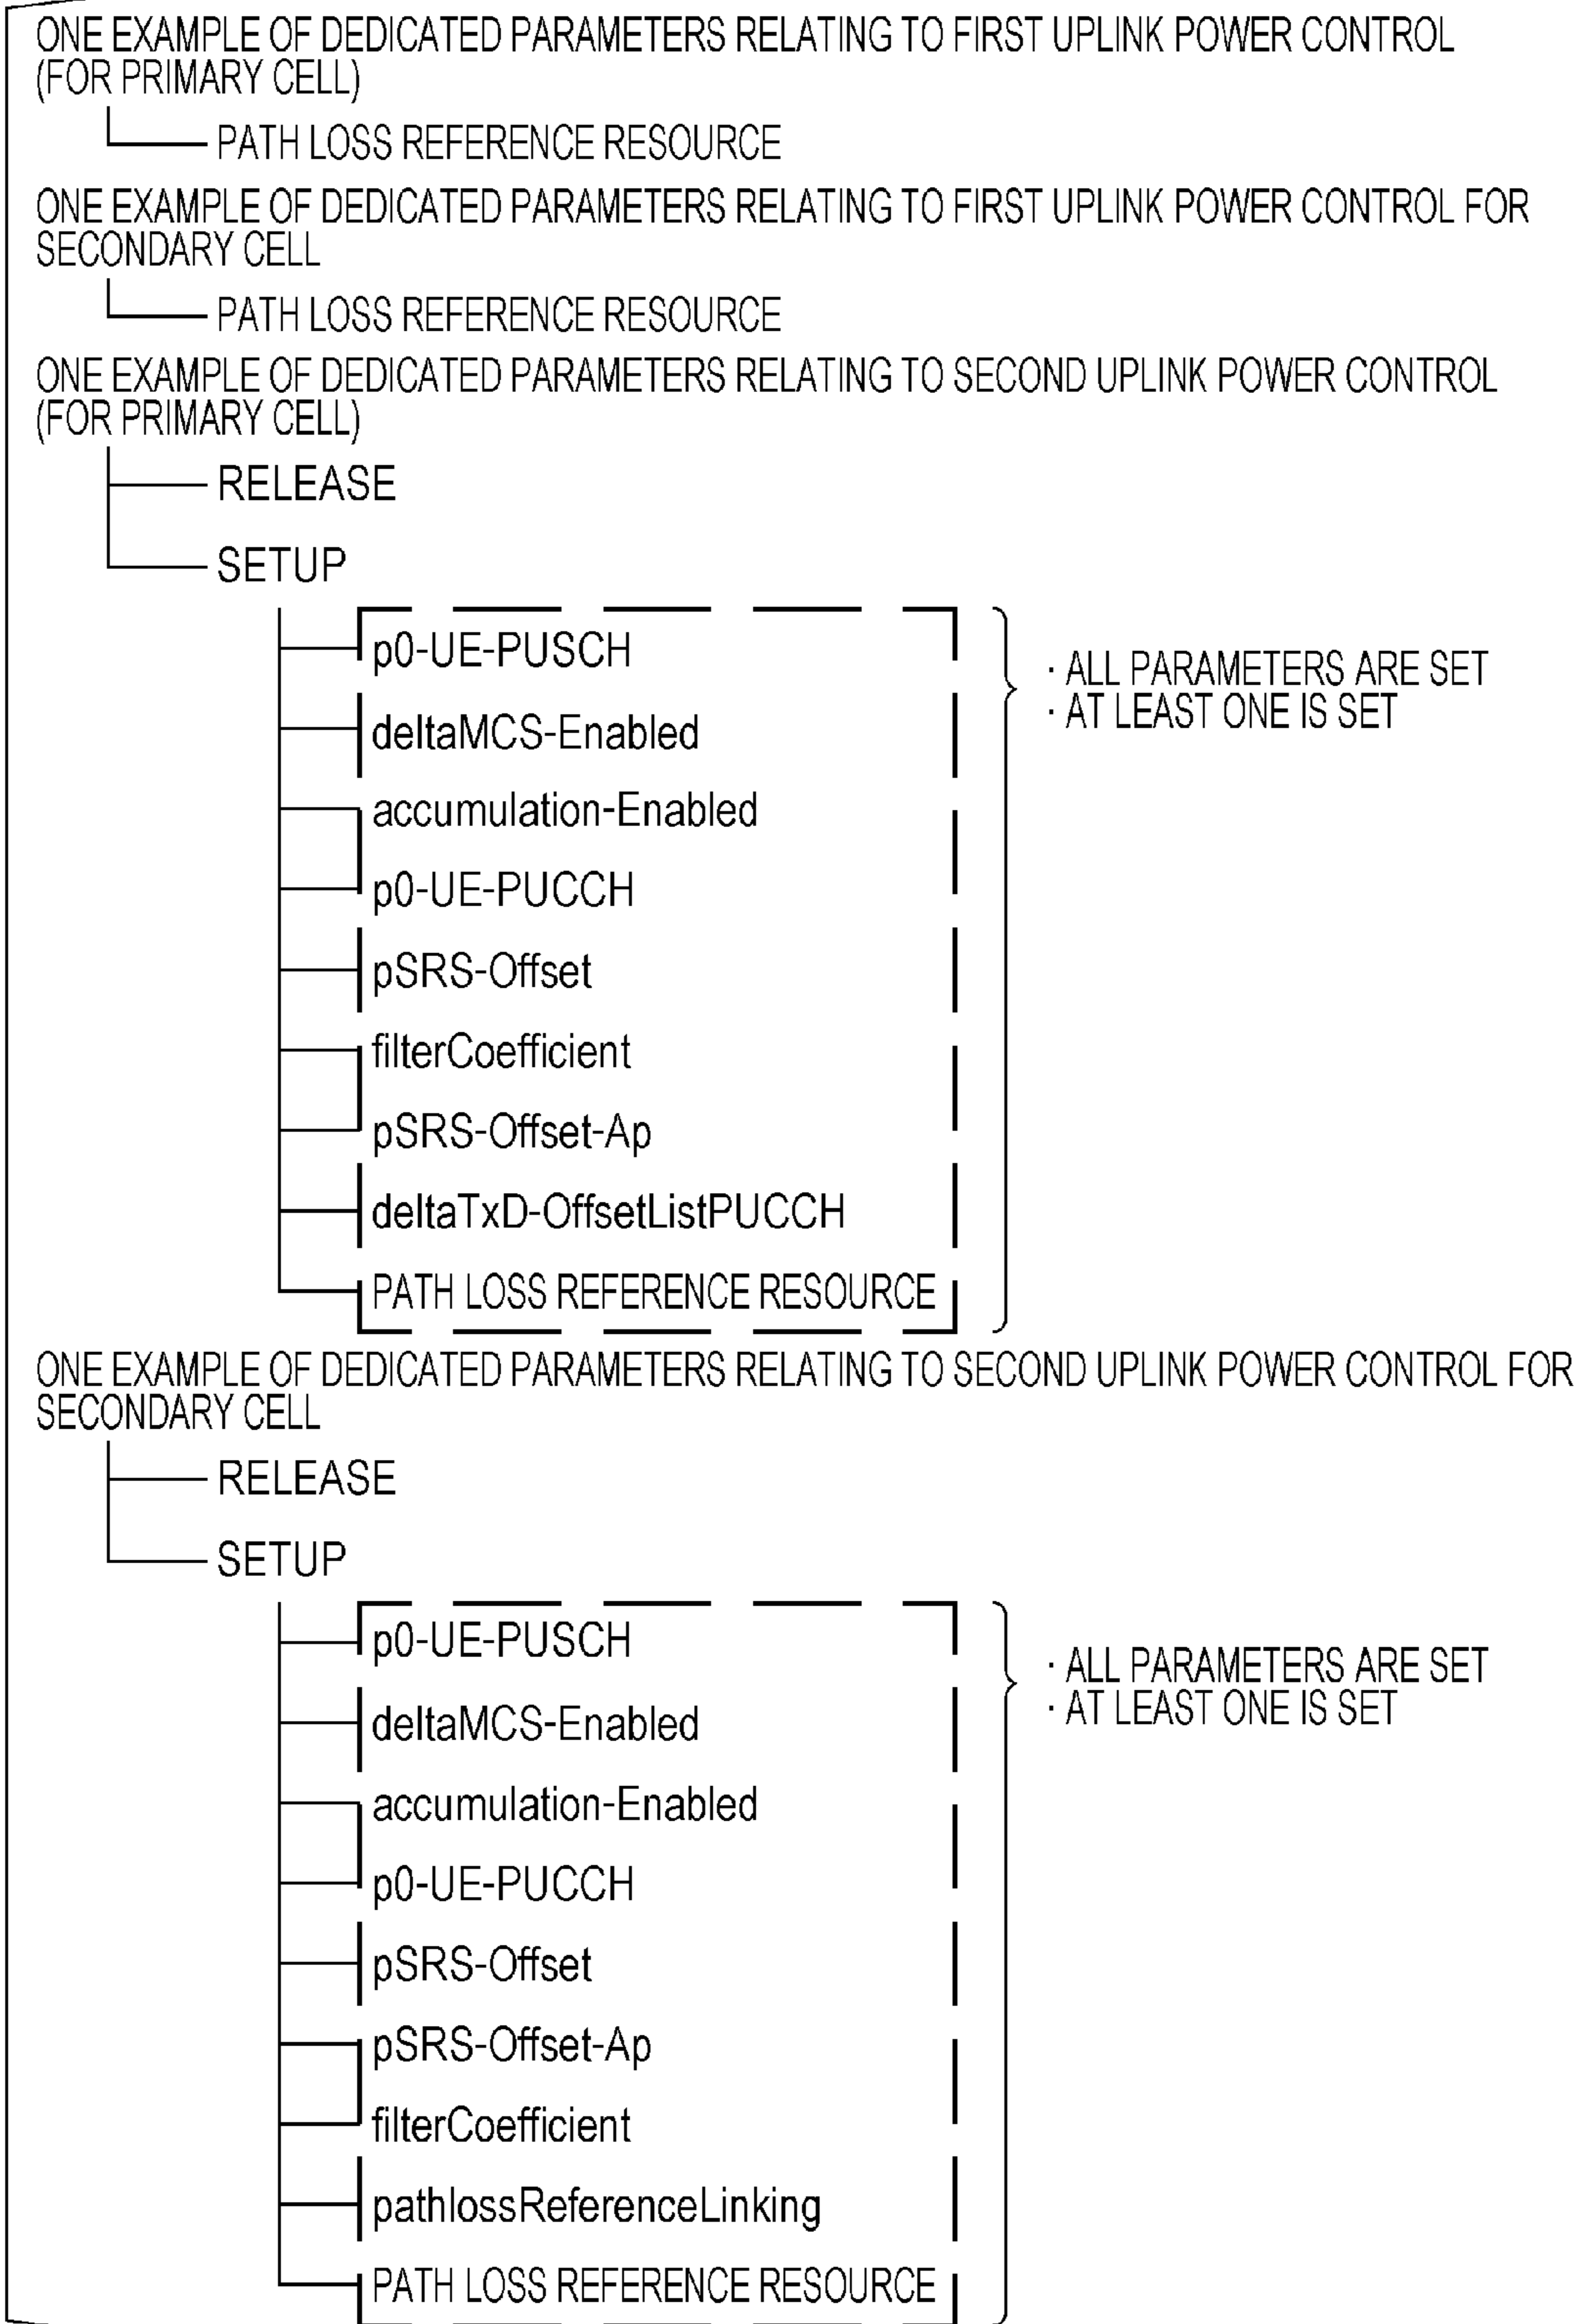 ONE EXAMPLE OF DEDICATED PARAMETERS RELATING TO FIRST UPLINK POWER CONTROL
(FOR PRIMARY CELL)
PATH LOSS REFERENCE RESOURCE
ONE EXAMPLE OF DEDICATED PARAMETERS RELATING TO FIRST UPLINK POWER CONTROL FOR
SECONDARY CELL
PATH LOSS REFERENCE RESOURCE
ONE EXAMPLE OF DEDICATED PARAMETERS RELATING TO SECOND UPLINK POWER CONTROL
(FOR PRIMARY CELL)
RELEASE
SETUP
p0-UE-PUSCH
deltaMCS-Enabled
accumulation-Enabled
p0-UE-PUCCH
pSRS-Offset
filterCoefficient
pSRS-Offset-Ap
deltaTxD-OffsetListPUCCH
PATH LOSS REFERENCE RESOURCE
· ALL PARAMETERS ARE SET
· AT LEAST ONE IS SET
ONE EXAMPLE OF DEDICATED PARAMETERS RELATING TO SECOND UPLINK POWER CONTROL FOR
SECONDARY CELL
RELEASE
SETUP
p0-UE-PUSCH
deltaMCS-Enabled
accumulation-Enabled
p0-UE-PUCCH
pSRS-Offset
pSRS-Offset-Ap
filterCoefficient
pathlossReferenceLinking
PATH LOSS REFERENCE RESOURCE
· ALL PARAMETERS ARE SET
· AT LEAST ONE IS SET